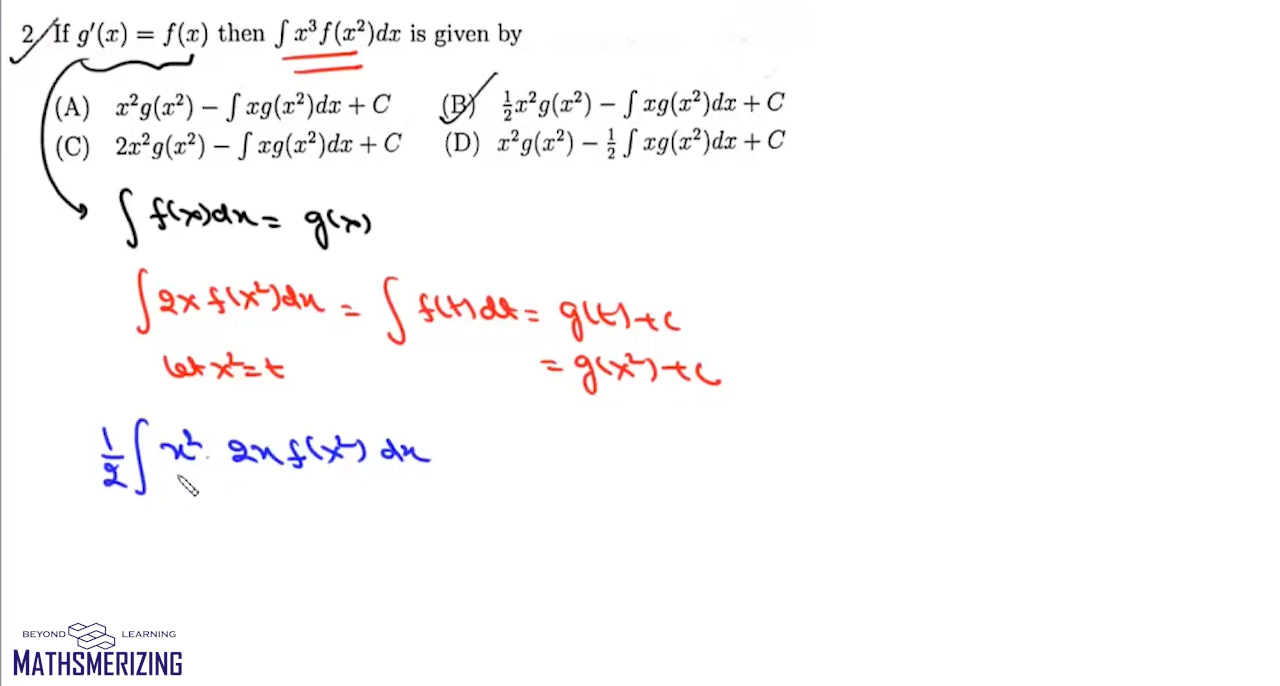 2. If g′(x) = f(x) then ∫ x³f(x²)dx is given by
(A) x²g(x²) − ∫ xg(x²)dx + C (B) ½x²g(x²) − ∫ xg(x²)dx + C
(C) 2x²g(x²) − ∫ xg(x²)dx + C (D) x²g(x²) − ½ ∫ xg(x²)dx + C
∫ f(x)dx = g(x)
∫ 2x f(x²)dx = ∫ f(t)dt = g(t)+c
let x²=t = g(x²)+c
½ ∫ x². 2x f(x²) dx
BEYOND LEARNING
MATHSMERIZING